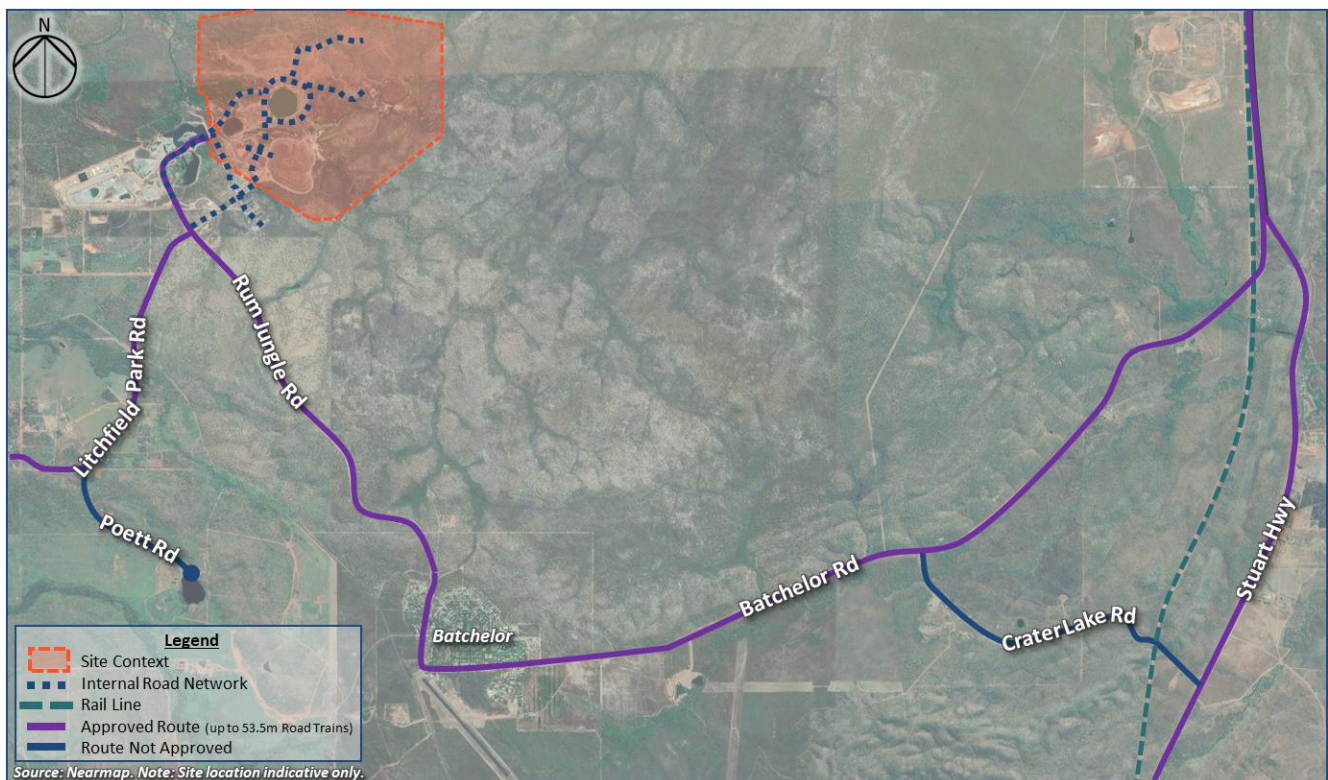 N
Litchfield Park Rd
Rum Jungle Rd
Poett Rd
Batchelor
Batchelor Rd
Crater Lake Rd
Stuart Hwy
Legend
Site Context
Internal Road Network
Rail Line
Approved Route (up to 53.5m Road Trains)
Route Not Approved
Source: Nearmap. Note: Site location indicative only.